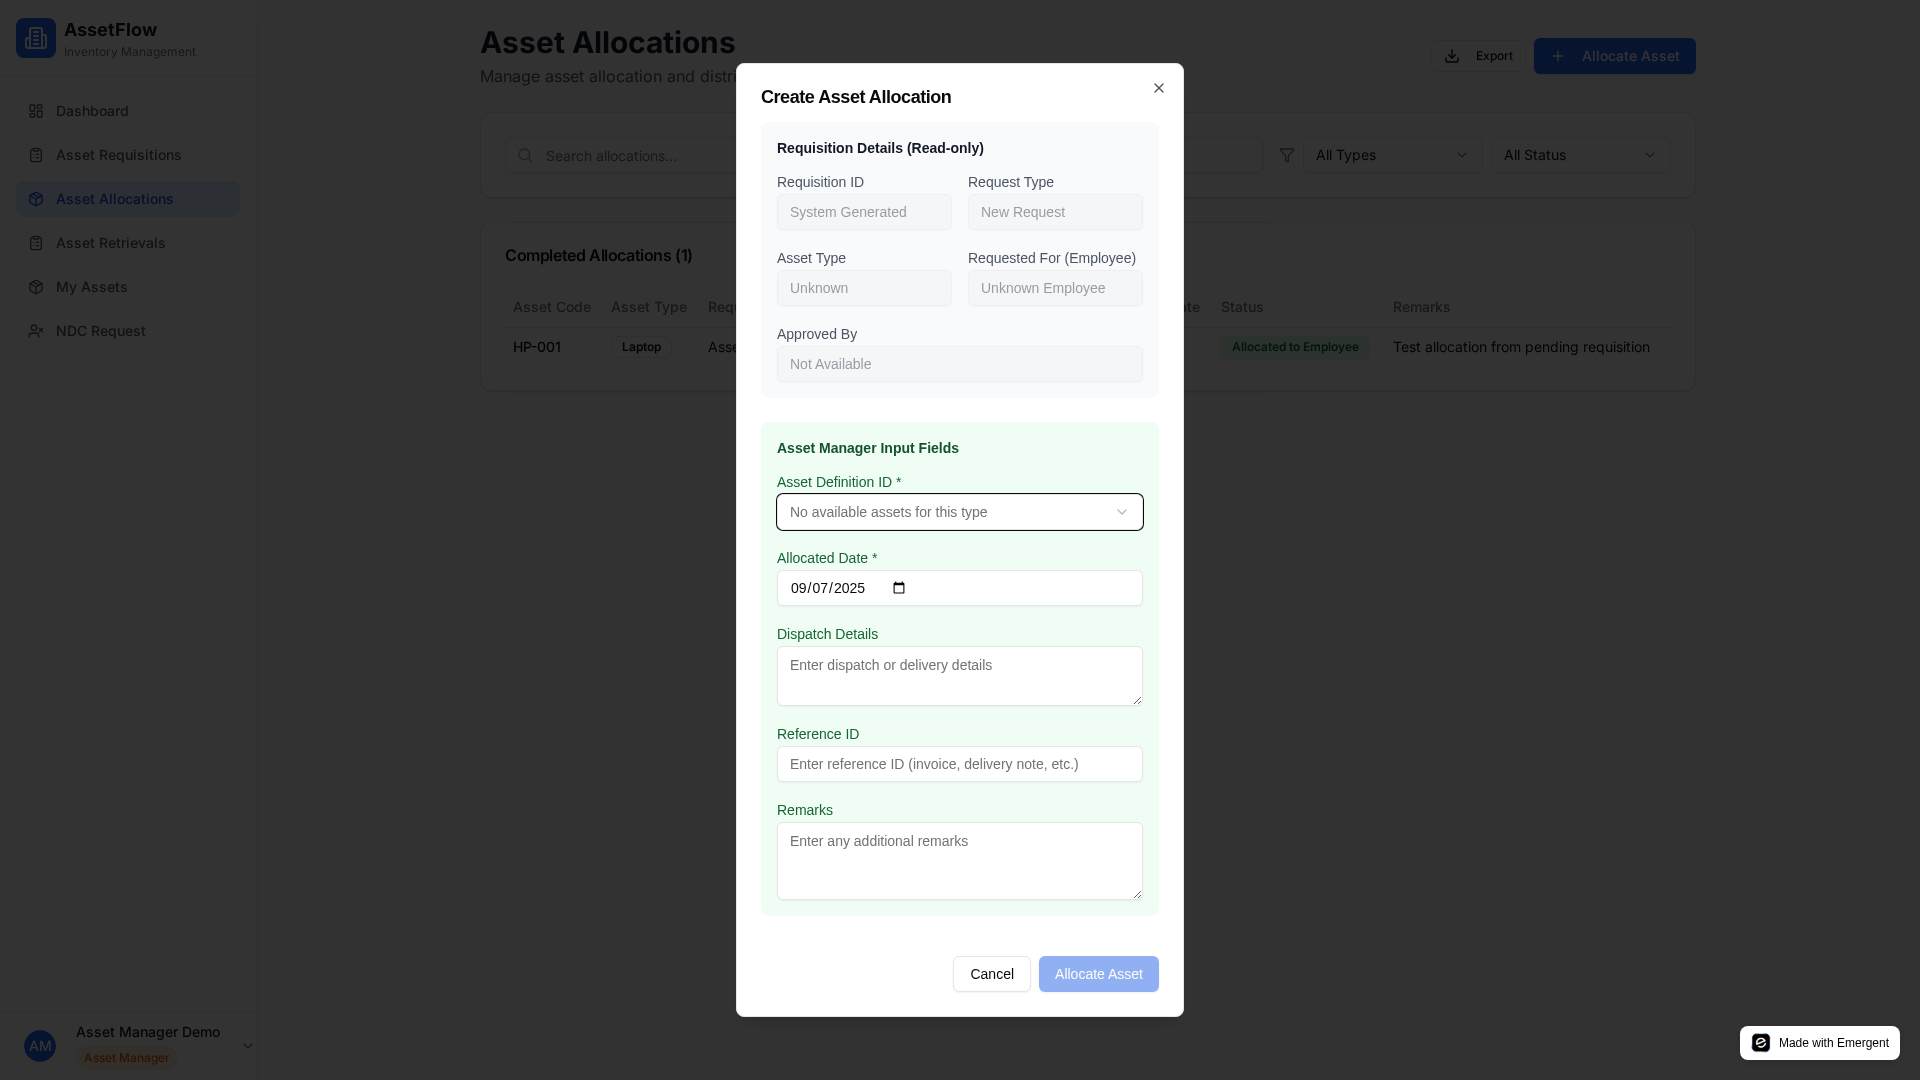 AssetFlow
Inventory Management
Dashboard
Asset Requisitions
Asset Allocations
Asset Retrievals
My Assets
NDC Request
Asset Manager Demo
AM
Asset Manager
Asset Allocations
Manage asset allocation and
Export
Allocate Asset
Search allocations...
All Types
All Status
Completed Allocations (1)
Asset Code Asset Type Status Remarks
HP-001 Laptop Allocated to Employee Test allocation from pending requisition
Create Asset Allocation
Requisition Details (Read-only)
Requisition ID Request Type
System Generated New Request
Asset Type Requested For (Employee)
Unknown Unknown Employee
Approved By
Not Available
Asset Manager Input Fields
Asset Definition ID *
No available assets for this type
Allocated Date *
09/07/2025
Dispatch Details
Enter dispatch or delivery details
Reference ID
Enter reference ID (invoice, delivery note, etc.)
Remarks
Enter any additional remarks
Cancel Allocate Asset
Made with Emergent